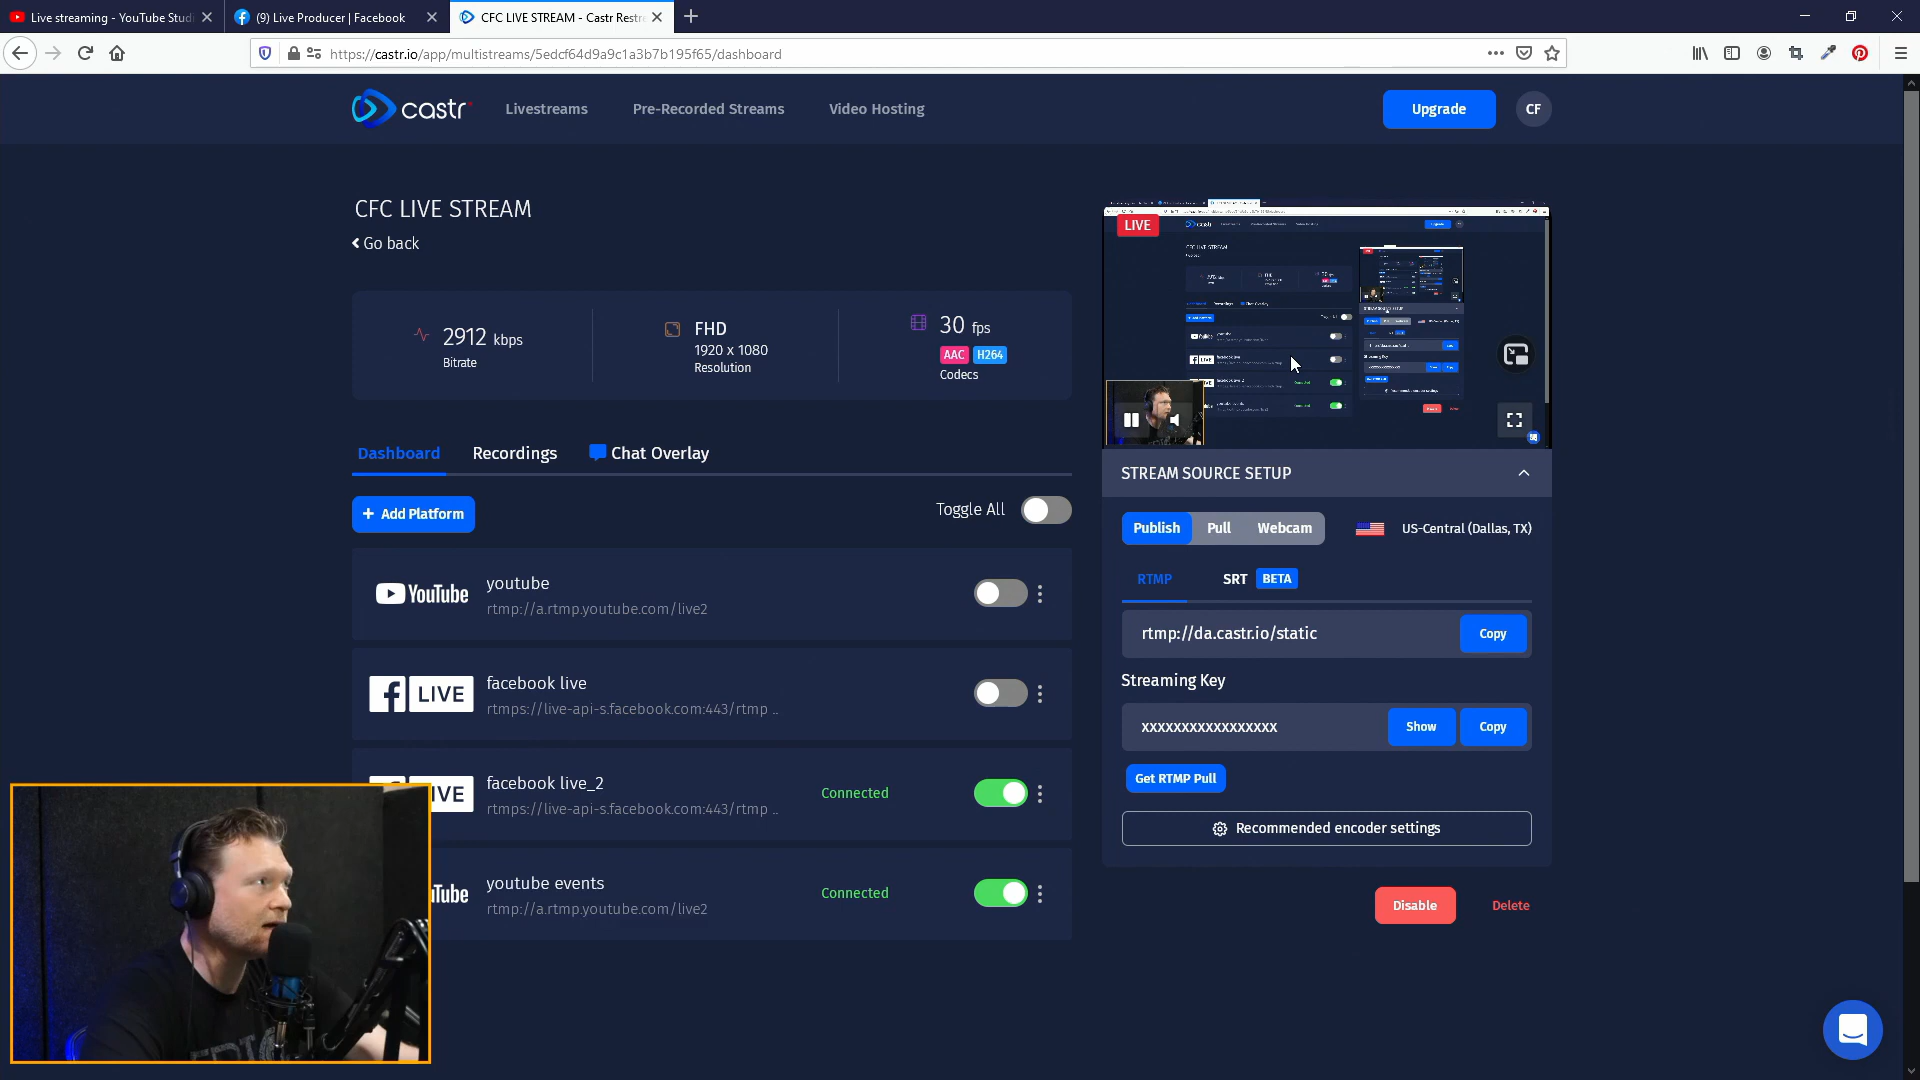 Live streaming - YouTube Studi
(9) Live Producer | Facebook
CFC LIVE STREAM - Castr Restre
https://castr.io/app/multistreams/5edcf64d9a9c1a3b7b195f65/dashboard
castr
Livestreams
Pre-Recorded Streams
Video Hosting
Upgrade
CF
CFC LIVE STREAM
Go back
2912 kbps
Bitrate
FHD
1920 x 1080
Resolution
30 fps
AAC H264
Codecs
Dashboard
Recordings
Chat Overlay
+ Add Platform
Toggle All
YouTube
youtube
rtmp://a.rtmp.youtube.com/live2
LIVE
facebook live
rtmps://live-api-s.facebook.com:443/rtmp ..
facebook live_2
rtmps://live-api-s.facebook.com:443/rtmp ..
Connected
youtube events
rtmp://a.rtmp.youtube.com/live2
Connected
LIVE
STREAM SOURCE SETUP
Publish
Pull
Webcam
US-Central (Dallas, TX)
RTMP
SRT BETA
rtmp://da.castr.io/static
Copy
Streaming Key
xxxxxxxxxxxxxxxxx
Show
Copy
Get RTMP Pull
Recommended encoder settings
Disable
Delete